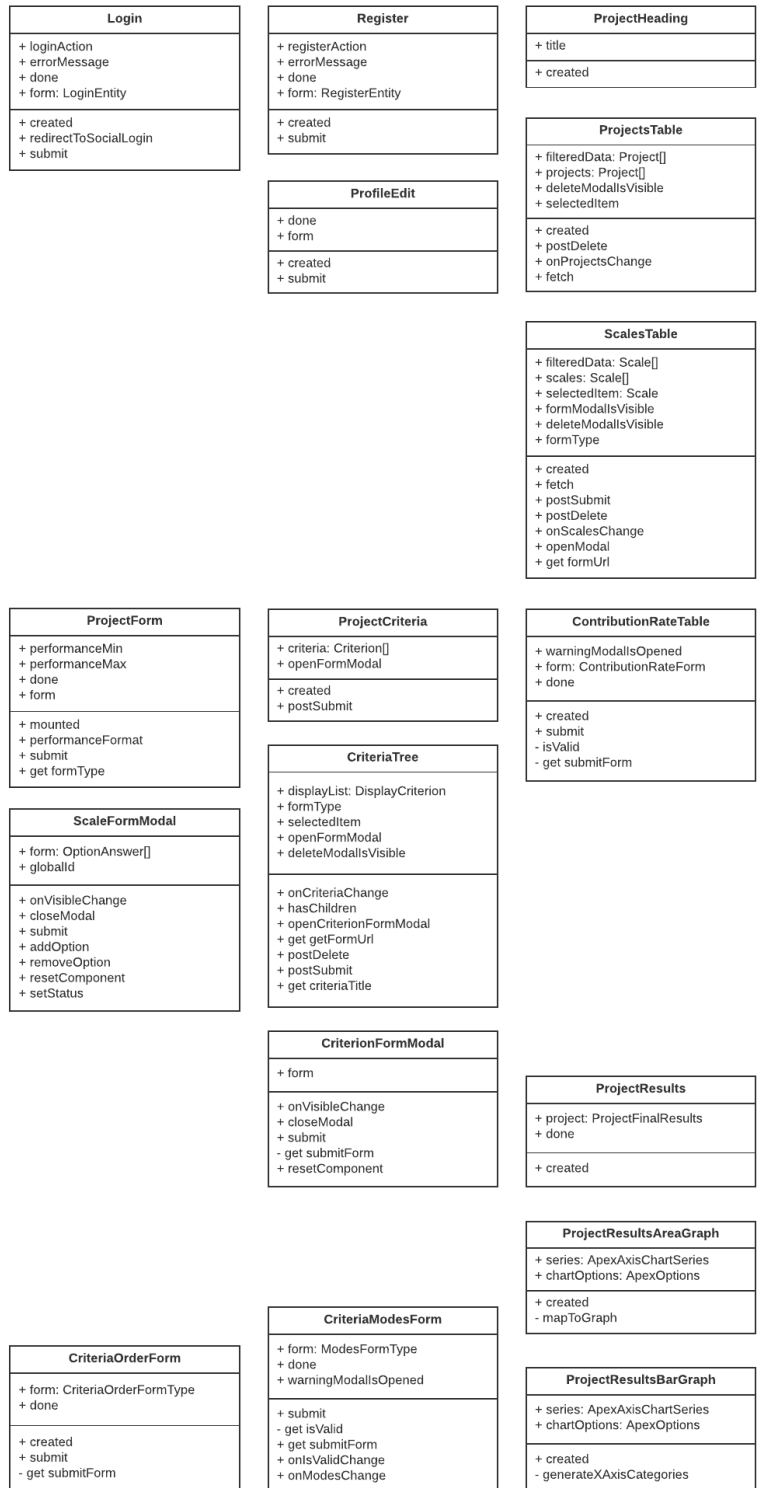 Login
+ loginAction
+ errorMessage
+ done
+ form: LoginEntity
+ created
+ redirectToSocialLogin
+ submit
Register
+ registerAction
+ errorMessage
+ done
+ form: RegisterEntity
+ created
+ submit
ProjectHeading
+ title
+ created
ProfileEdit
+ done
+ form
+ created
+ submit
ProjectsTable
+ filteredData: Project[]
+ projects: Project[]
+ deleteModalIsVisible
+ selectedItem
+ created
+ postDelete
+ onProjectsChange
+ fetch
ScalesTable
+ filteredData: Scale[]
+ scales: Scale[]
+ selectedItem: Scale
+ formModalIsVisible
+ deleteModalIsVisible
+ formType
+ created
+ fetch
+ postSubmit
+ postDelete
+ onScalesChange
+ openModal
+ get formUrl
ProjectForm
+ performanceMin
+ performanceMax
+ done
+ form
+ mounted
+ performanceFormat
+ submit
+ get formType
ProjectCriteria
+ criteria: Criterion[]
+ openFormModal
+ created
+ postSubmit
ContributionRateTable
+ warningModalIsOpened
+ form: ContributionRateForm
+ done
+ created
+ submit
- isValid
- get submitForm
ScaleFormModal
+ form: OptionAnswer[]
+ globalId
+ onVisibleChange
+ closeModal
+ submit
+ addOption
+ removeOption
+ resetComponent
+ setStatus
CriteriaTree
+ displayList: DisplayCriterion
+ formType
+ selectedItem
+ openFormModal
+ deleteModalIsVisible
+ onCriteriaChange
+ hasChildren
+ openCriterionFormModal
+ get getFormUrl
+ postDelete
+ postSubmit
+ get criteriaTitle
CriterionFormModal
+ form
+ onVisibleChange
+ closeModal
+ submit
- get submitForm
+ resetComponent
ProjectResults
+ project: ProjectFinalResults
+ done
+ created
ProjectResultsAreaGraph
+ series: ApexAxisChartSeries
+ chartOptions: ApexOptions
+ created
- mapToGraph
CriteriaOrderForm
+ form: CriteriaOrderFormType
+ done
+ created
+ submit
- get submitForm
CriteriaModesForm
+ form: ModesFormType
+ done
+ warningModalIsOpened
+ submit
- get isValid
+ get submitForm
+ onIsValidChange
+ onModesChange
ProjectResultsBarGraph
+ series: ApexAxisChartSeries
+ chartOptions: ApexOptions
+ created
- generateXAxisCategories